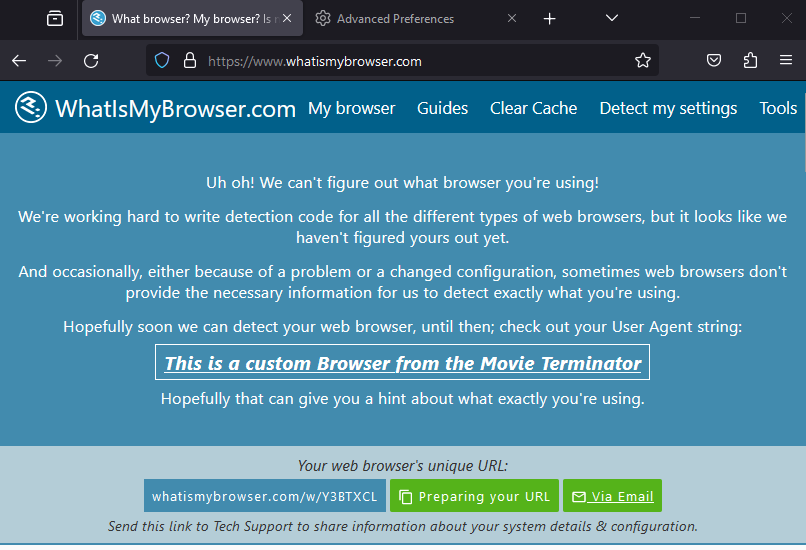 What browser? My browser? Is
Advanced Preferences
https://www.whatismybrowser.com
WhatIsMyBrowser.com
My browser
Guides
Clear Cache
Detect my settings
Tools
Uh oh! We can't figure out what browser you're using!
We're working hard to write detection code for all the different types of web browsers, but it looks like we
haven't figured yours out yet.
And occasionally, either because of a problem or a changed configuration, sometimes web browsers don't
provide the necessary information for us to detect exactly what you're using.
Hopefully soon we can detect your web browser, until then; check out your User Agent string:
This is a custom Browser from the Movie Terminator
Hopefully that can give you a hint about what exactly you're using.
Your web browser's unique URL:
whatismybrowser.com/w/Y3BTXCL
Preparing your URL
Via Email
Send this link to Tech Support to share information about your system details & configuration.